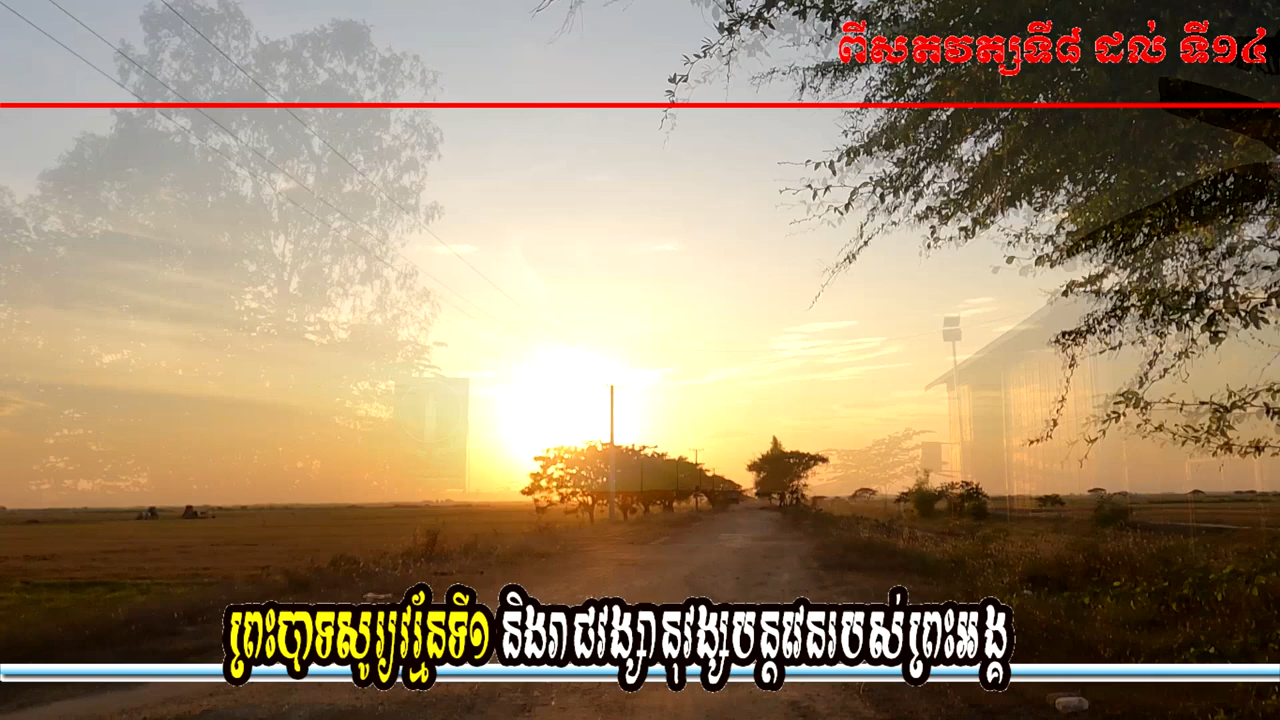 ពីសតវត្សទី៨ ដល់ ទី១៤
ព្រះបាទសូរ្យវរ្ម័នទី១ និងរាជវង្សានុវង្សបន្តវេនរបស់ព្រះអង្គ